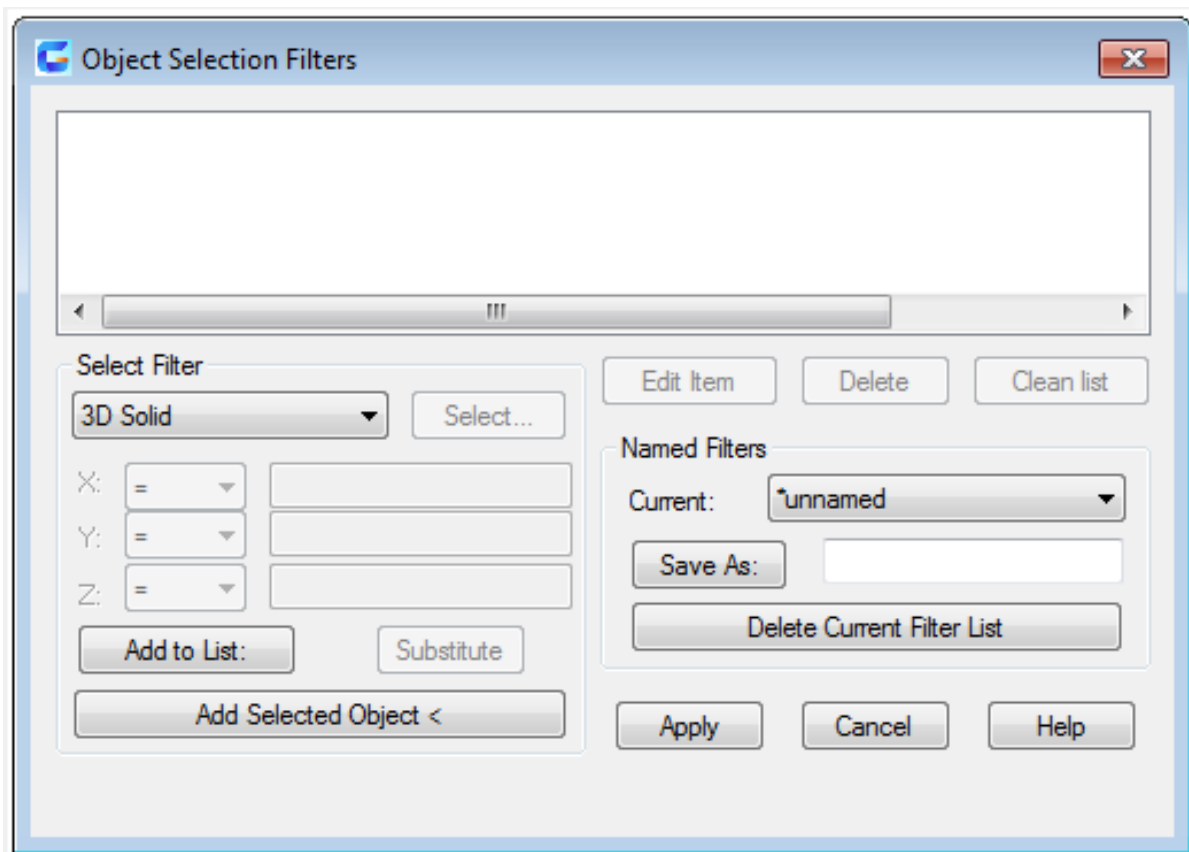 Object Selection Filters
Select Filter
3D Solid
Select...
X: =
Y: =
Z: =
Add to List:
Substitute
Add Selected Object <
Edit Item
Delete
Clean list
Named Filters
Current: *unnamed
Save As:
Delete Current Filter List
Apply
Cancel
Help